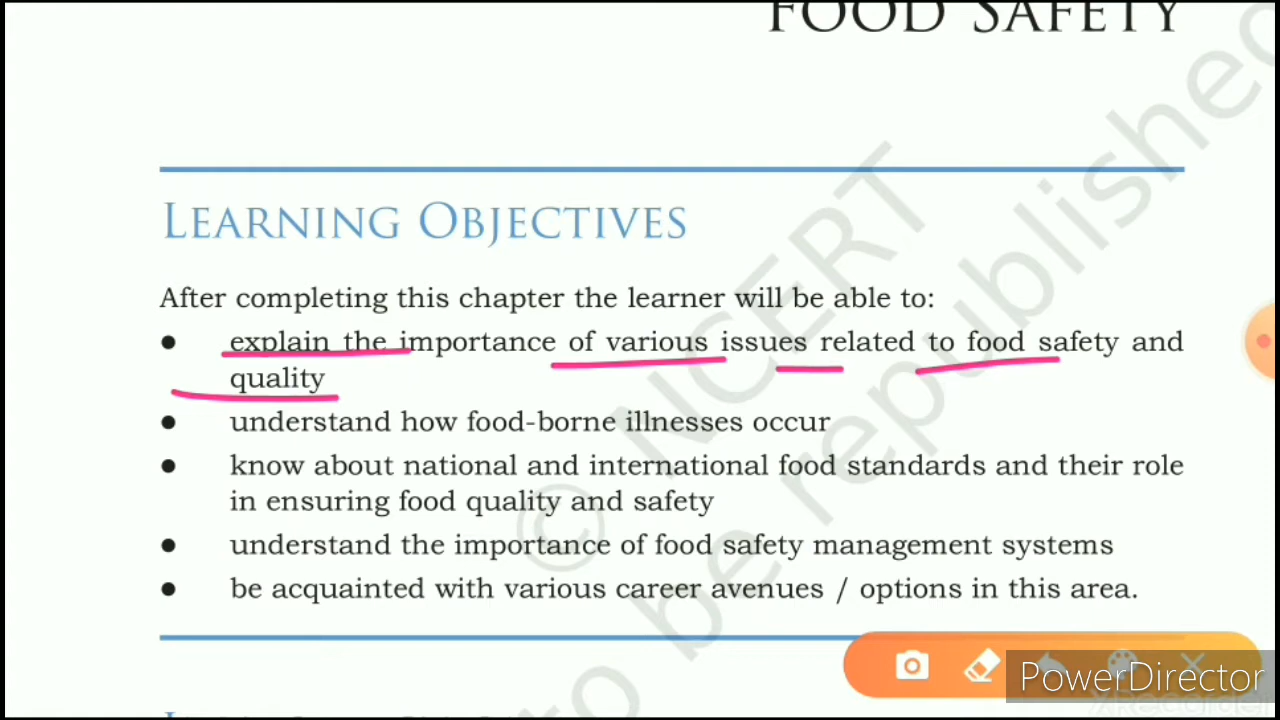 FOOD SAFETY
LEARNING OBJECTIVES
After completing this chapter the learner will be able to:
● explain the importance of various issues related to food safety and
quality
● understand how food-borne illnesses occur
● know about national and international food standards and their role
in ensuring food quality and safety
● understand the importance of food safety management systems
● be acquainted with various career avenues / options in this area.
© NCERT
to be republished
PowerDirector